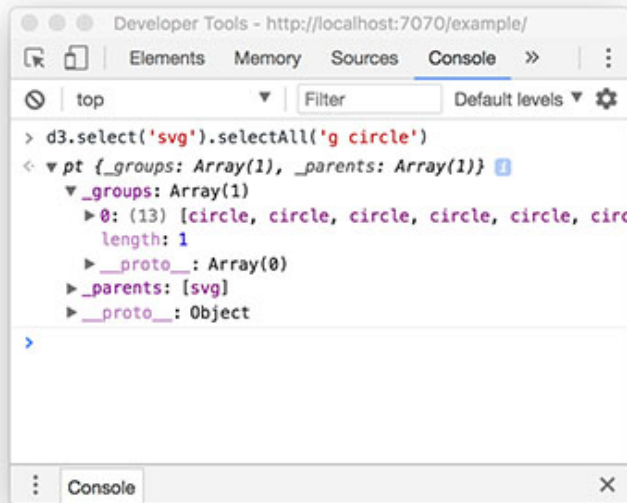 Developer Tools - http://localhost:7070/example/
Elements Memory Sources Console »
top Filter Default levels
> d3.select('svg').selectAll('g circle')
pt {_groups: Array(1), _parents: Array(1)} i
_groups: Array(1)
0: (13) [circle, circle, circle, circle, circle, circ
length: 1
__proto__: Array(0)
_parents: [svg]
__proto__: Object
>
Console